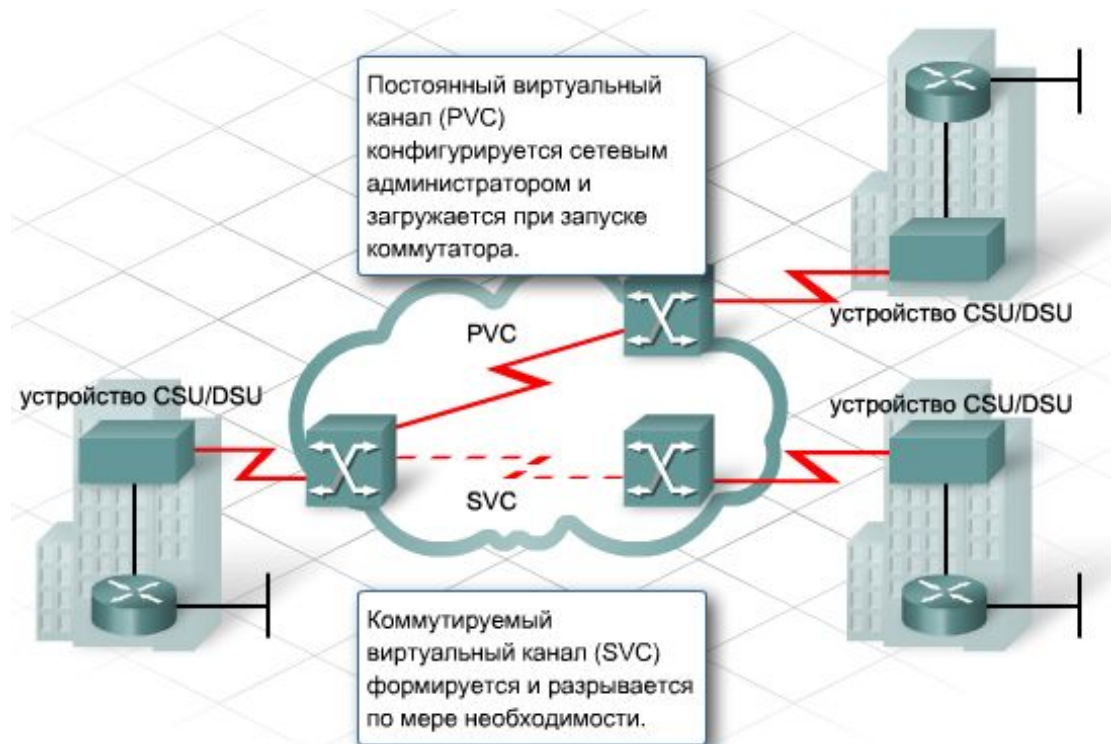 Постоянный виртуальный
канал (PVC)
конфигурируется сетевым
администратором и
загружается при запуске
коммутатора.
устройство CSU/DSU
PVC
устройство CSU/DSU
устройство CSU/DSU
SVC
Коммутируемый
виртуальный канал (SVC)
формируется и разрывается
по мере необходимости.